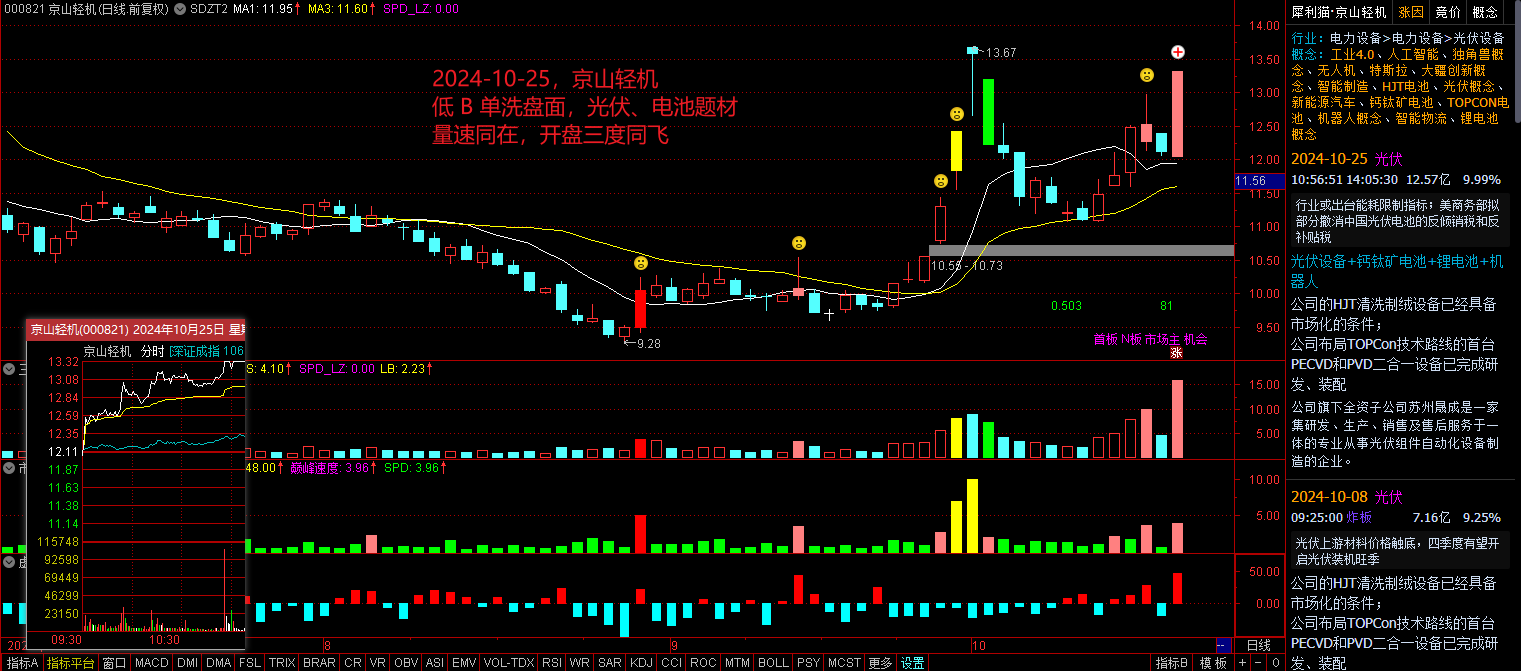 000821 京山轻机(日线.前复权) SDZT2 MA1: 11.95↑ MA3: 11.60↑ SPD_LZ: 0.00
2024-10-25，京山轻机
低 B 单洗盘面，光伏、电池题材
量速同在，开盘三度同飞
13.67
10.55-10.73
9.28
0.503 81
首板 N板 市场主 机会
涨
14.00
13.50
13.00
12.50
12.00
11.56
11.00
10.50
10.00
9.50
S: 4.10↑ SPD_LZ: 0.00 LB: 2.23↑
15.00
10.00
5.00
48.00↑ 巅峰速度: 3.96↑ SPD: 3.96↑
10.00
5.00
50.00
0.00
京山轻机(000821) 2024年10月25日 星
京山轻机 分时 深证成指 106
13.32
13.08
12.84
12.59
12.35
12.11
11.87
11.63
11.38
11.14
115748
92598
69449
46299
23150
09:30 10:30
8 9 10 日线
指标A 指标平台 窗口 MACD DMI DMA FSL TRIX BRAR CR VR OBV ASI EMV VOL-TDX RSI WR SAR KDJ CCI ROC MTM BOLL PSY MCST 更多 设置 指标B 模板 + - 0
犀利猫·京山轻机 涨因 竞价 概念
行业：电力设备>电力设备>光伏设备
概念：工业4.0、人工智能、独角兽概
念、无人机、特斯拉、大疆创新概
念、智能制造、HJT电池、光伏概念、
新能源汽车、钙钛矿电池、TOPCON电
池、机器人概念、智能物流、锂电池
概念
2024-10-25 光伏
10:56:51 14:05:30 12.57亿 9.99%
行业或出台能耗限制指标；美商务部拟
部分撤消中国光伏电池的反倾销税和反
补贴税
光伏设备+钙钛矿电池+锂电池+机
器人
公司的HJT清洗制绒设备已经具备
市场化的条件；
公司布局TOPCon技术路线的首台
PECVD和PVD二合一设备已完成研
发、装配
公司旗下全资子公司苏州晟成是一家
集研发、生产、销售及售后服务于一
体的专业从事光伏组件自动化设备制
造的企业。
2024-10-08 光伏
09:25:00 炸板 7.16亿 9.25%
光伏上游材料价格触底，四季度有望开
启光伏装机旺季
公司的HJT清洗制绒设备已经具备
市场化的条件；
公司布局TOPCon技术路线的首台
PECVD和PVD二合一设备已完成研
发、装配